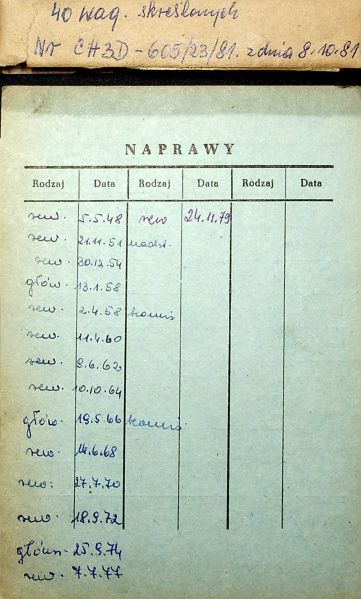 40 wag. skreślonych
Nr CH3D-605/23/81. z dnia 8.10.81
NAPRAWY
Rodzaj Data Rodzaj Data Rodzaj Data
rew. 5.5.48 rew 24.11.79
rew. 21.11.51 nadst.
rew. 30.12.54
głów. 13.1.58
rew. 2.4.58
rew. 11.4.60
rew. 9.6.62
rew. 10.10.64
głów. 19.5.66
rew. 14.6.68
rew. 27.7.70
rew. 18.9.72
główn. 25.9.74
rew. 7.7.77